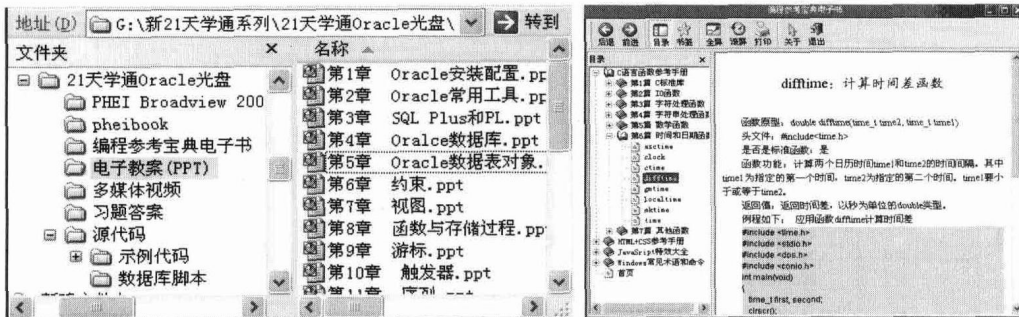 地址(D) G:\新21天学通系列\21天学通Oracle光盘\ 转到
文件夹
21天学通Oracle光盘
PHEI Broadview 200
pheibook
编程参考宝典电子书
电子教案(PPT)
多媒体视频
习题答案
源代码
示例代码
数据库脚本
名称
第1章 Oracle安装配置.pp
第2章 Oracle常用工具.pp
第3章 SQL Plus和PL.ppt
第4章 Oralce数据库.ppt
第5章 Oracle数据表对象.
第6章 约束.ppt
第7章 视图.ppt
第8章 函数与存储过程.pp
第9章 游标.ppt
第10章 触发器.ppt
第11章 序列
编程参考宝典电子书
后退 前进 目录 书签 全屏 打印 关于 退出
目录
C语言函数参考手册
第1篇 C标准库
第2篇 IO函数
第3篇 字符处理函数
第4篇 字符串处理函
第5篇 数学函数
第6篇 时间和日期函
asctime
clock
ctime
difftime
gmtime
localtime
mktime
time
第7篇 其他函数
HTML+CSS参考手册
JavaSript特效大全
Windows常见术语和命令
首页
difftime：计算时间差函数
函数原型：double difftime(time_t time2, time_t time1)
头文件：#include<time.h>
是否是标准函数：是
函数功能：计算两个日历时间time1和time2的时间间隔。其中
time1为指定的第一个时间，time2为指定的第二个时间。time1要小
于或等于time2。
返回值：返回时间差，以秒为单位的double类型。
例程如下： 应用函数difftime计算时间差
#include <time.h>
#include <stdio.h>
#include <dos.h>
#include <conio.h>
int main(void)
{
time_t first, second;
clrscr();